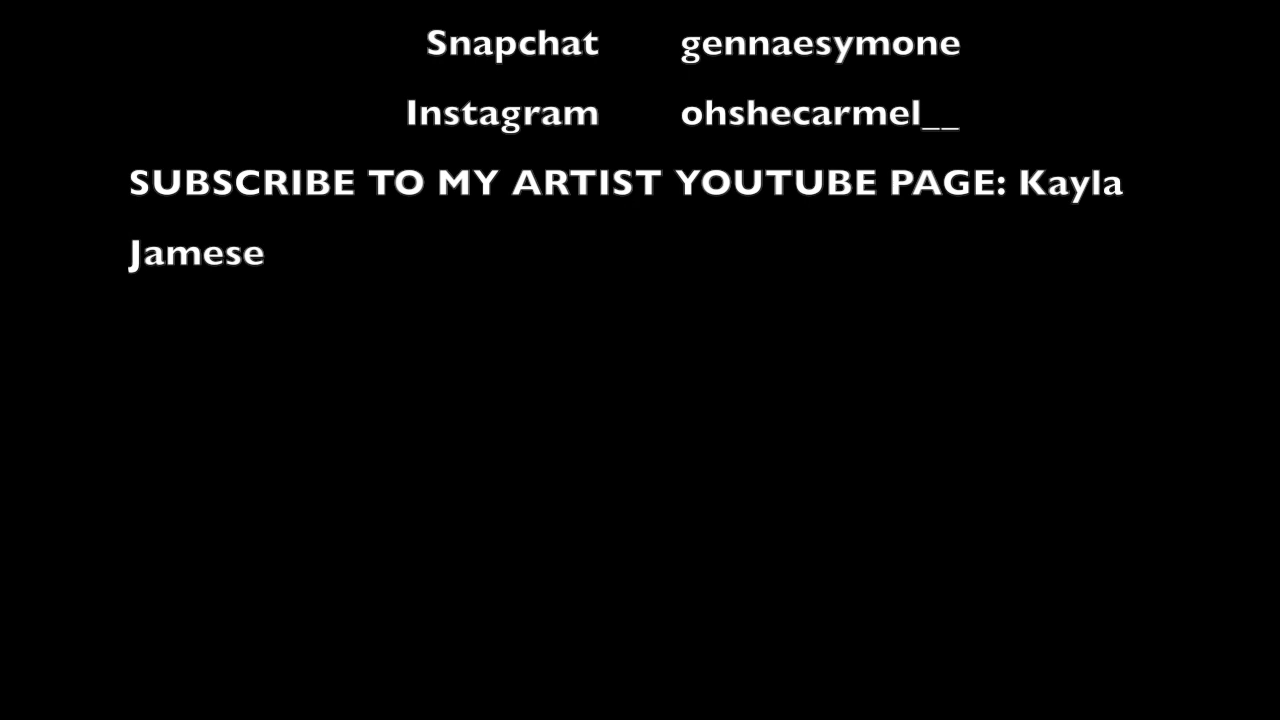 Snapchat gennaesymone
Instagram ohshecarmel__
SUBSCRIBE TO MY ARTIST YOUTUBE PAGE: Kayla
Jamese